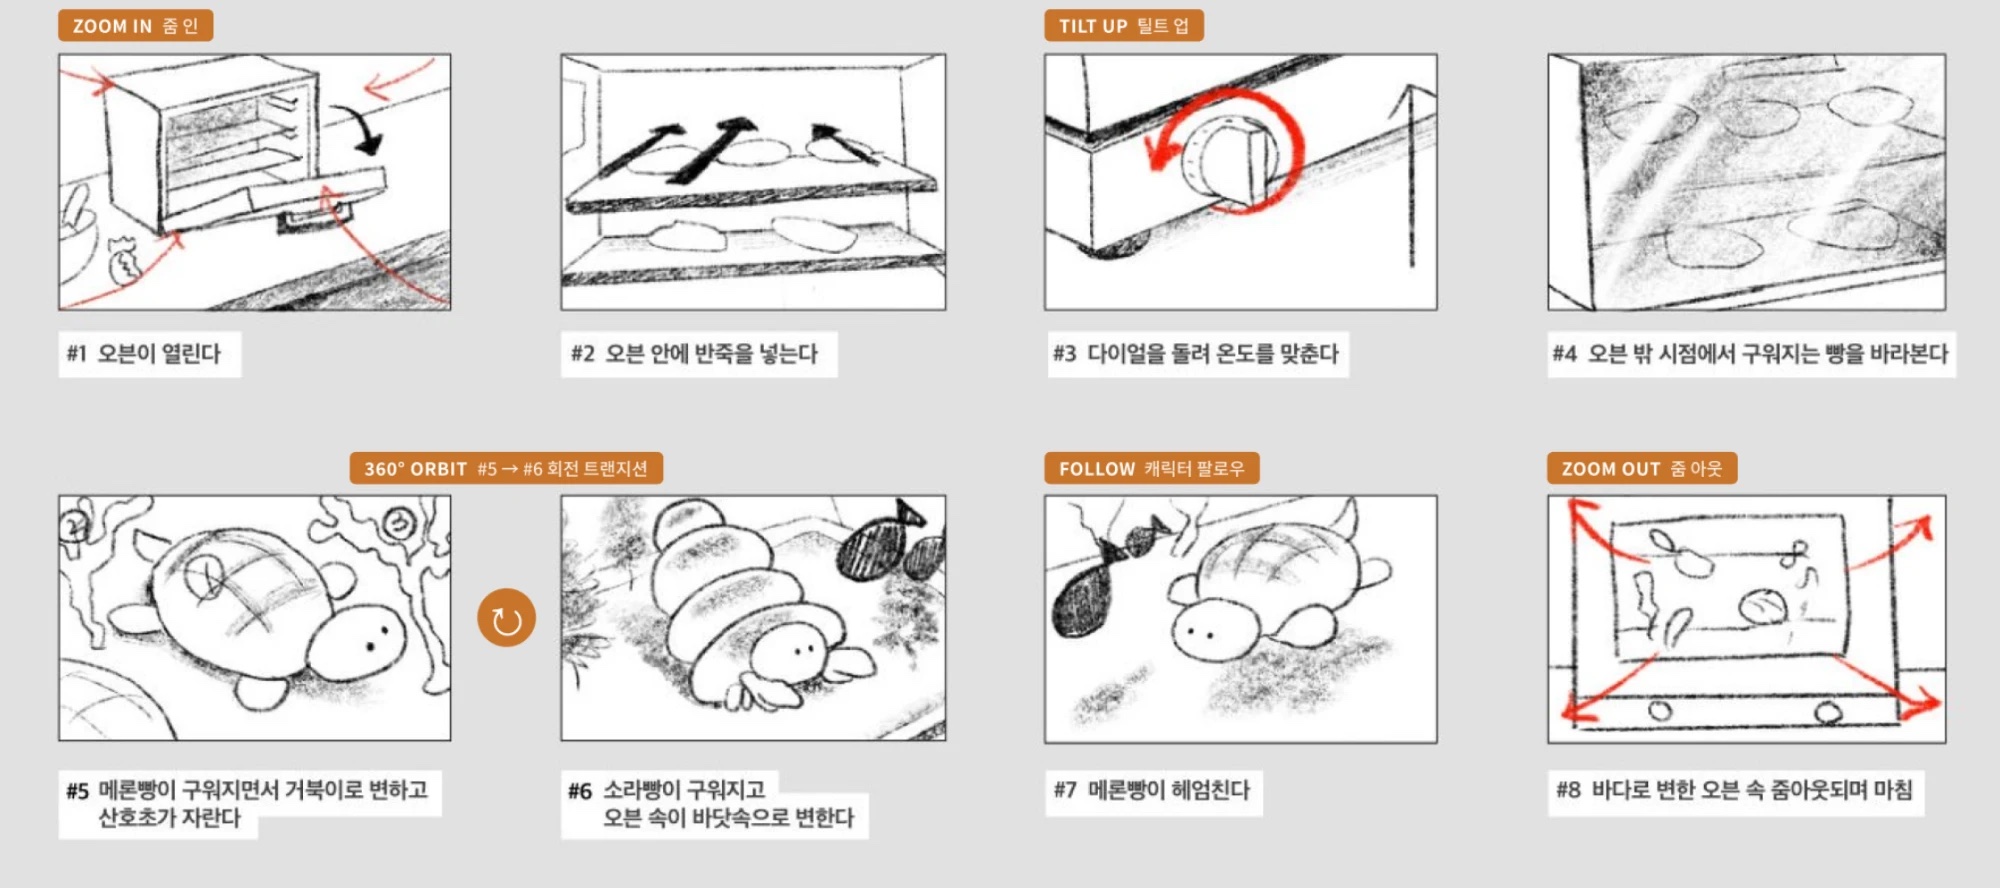 ZOOM IN 줌 인
TILT UP 틸트 업
#1 오븐이 열린다
#2 오븐 안에 반죽을 넣는다
#3 다이얼을 돌려 온도를 맞춘다
#4 오븐 밖 시점에서 구워지는 빵을 바라본다
360° ORBIT #5 → #6 회전 트랜지션
FOLLOW 캐릭터 팔로우
ZOOM OUT 줌 아웃
#5 메론빵이 구워지면서 거북이로 변하고
산호초가 자란다
#6 소라빵이 구워지고
오븐 속이 바닷속으로 변한다
#7 메론빵이 헤엄친다
#8 바다로 변한 오븐 속 줌아웃되며 마침